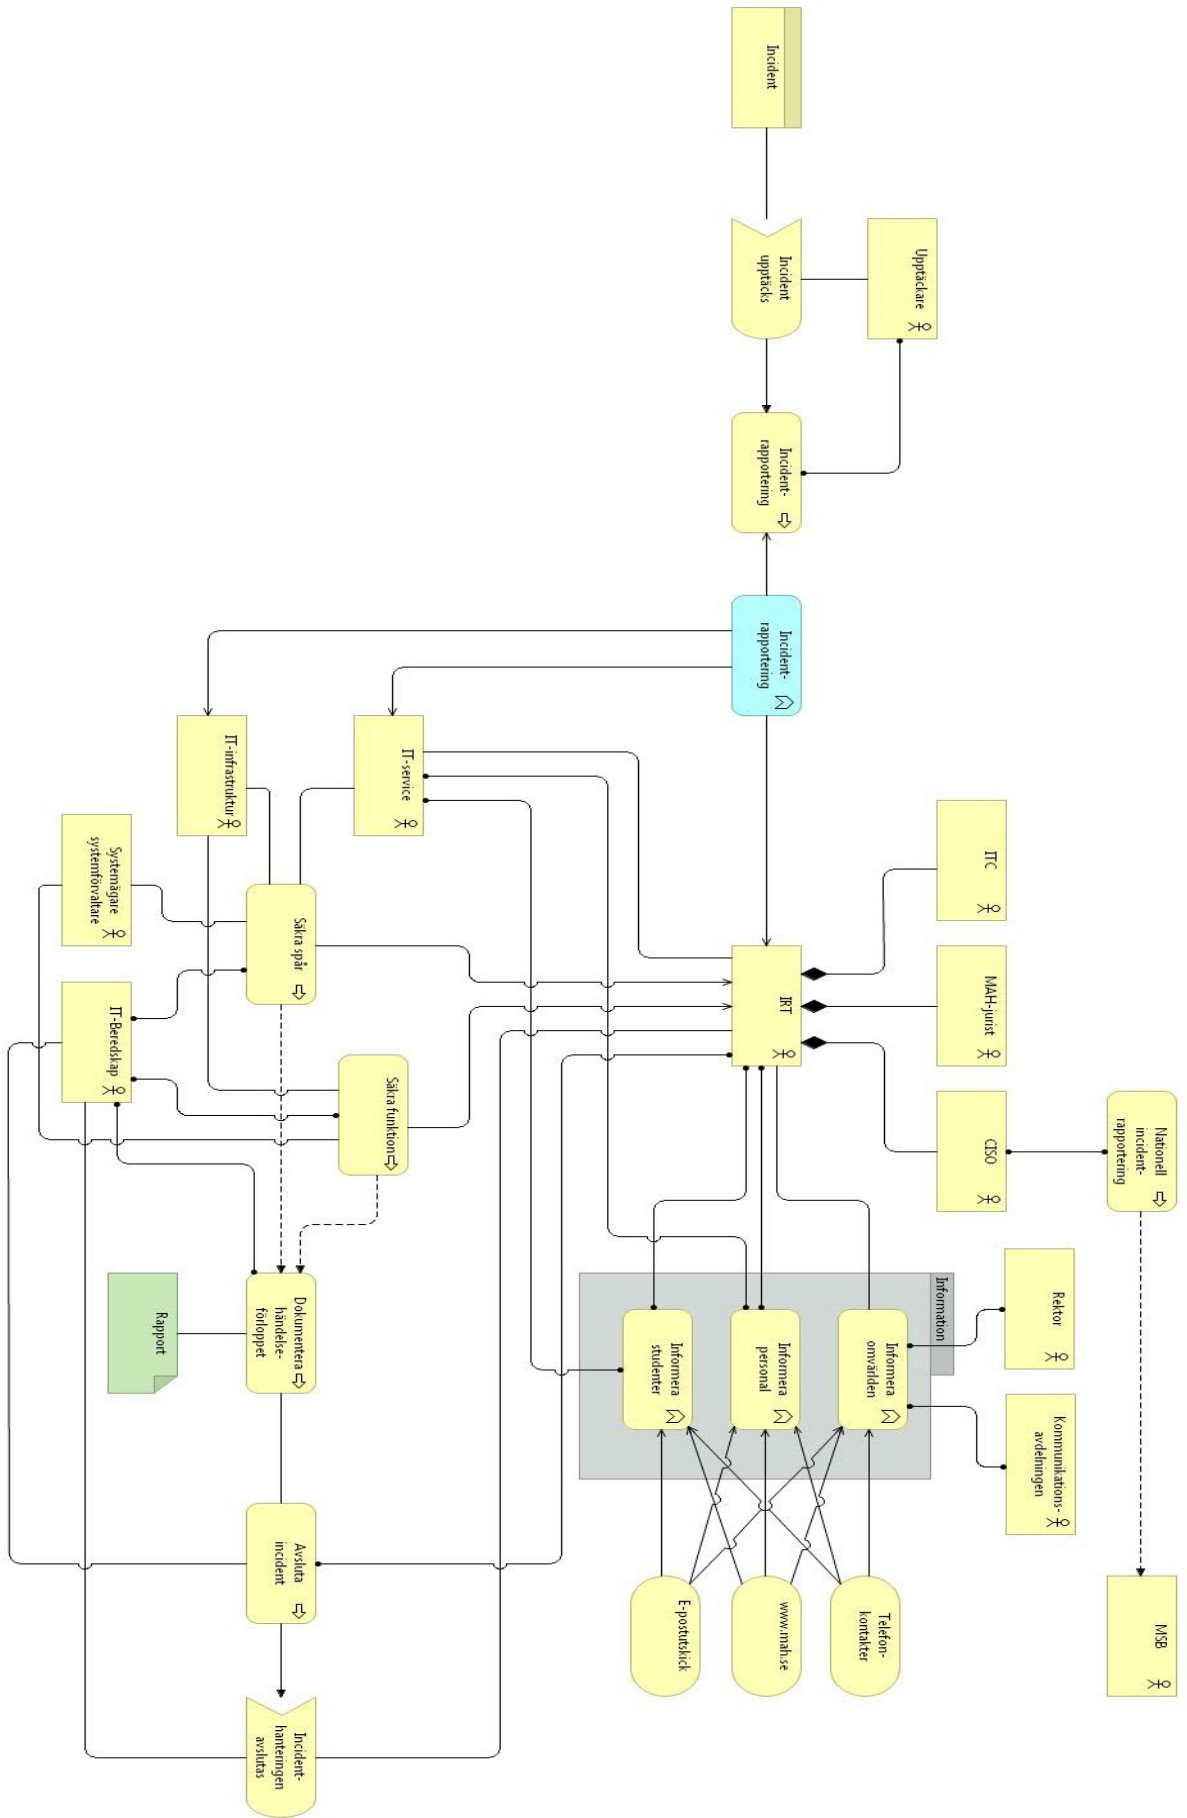 Incident
Incident
upptäcks
Upptäckare
Incident-
rapportering
Incident-
rapportering
IT-infrastruktur
IT-service
Systemägare
systemförvaltare
IT-Beredskap
Säkra spår
Säkra funktion
IRT
ITC
MAH-jurist
CISO
Nationell
incident-
rapportering
MSB
Rektor
Kommunikations-
avdelningen
Information
Informera
omvärlden
Informera
personal
Informera
studenter
Telefon-
kontakter
www.mah.se
E-postutskick
Dokumentera
händelse-
förloppet
Rapport
Avsluta
incident
Incident-
hanteringen
avslutas